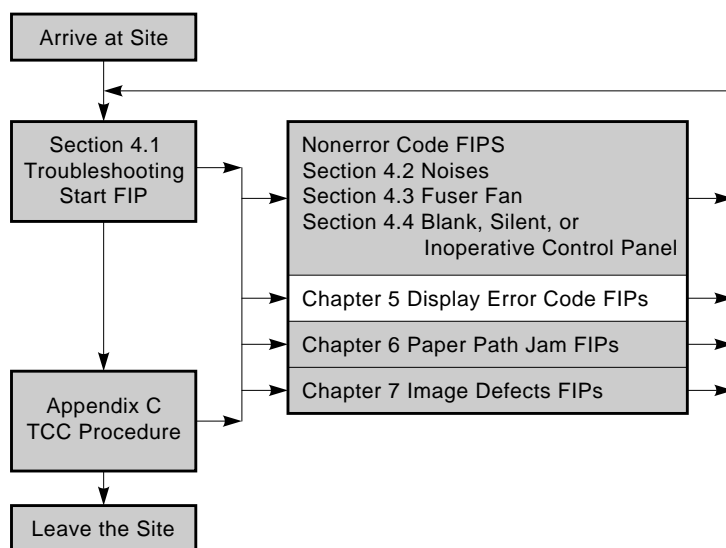 Arrive at Site
Section 4.1
Troubleshooting
Start FIP
Nonerror Code FIPS
Section 4.2 Noises
Section 4.3 Fuser Fan
Section 4.4 Blank, Silent, or
Inoperative Control Panel
Chapter 5 Display Error Code FIPs
Chapter 6 Paper Path Jam FIPs
Chapter 7 Image Defects FIPs
Appendix C
TCC Procedure
Leave the Site